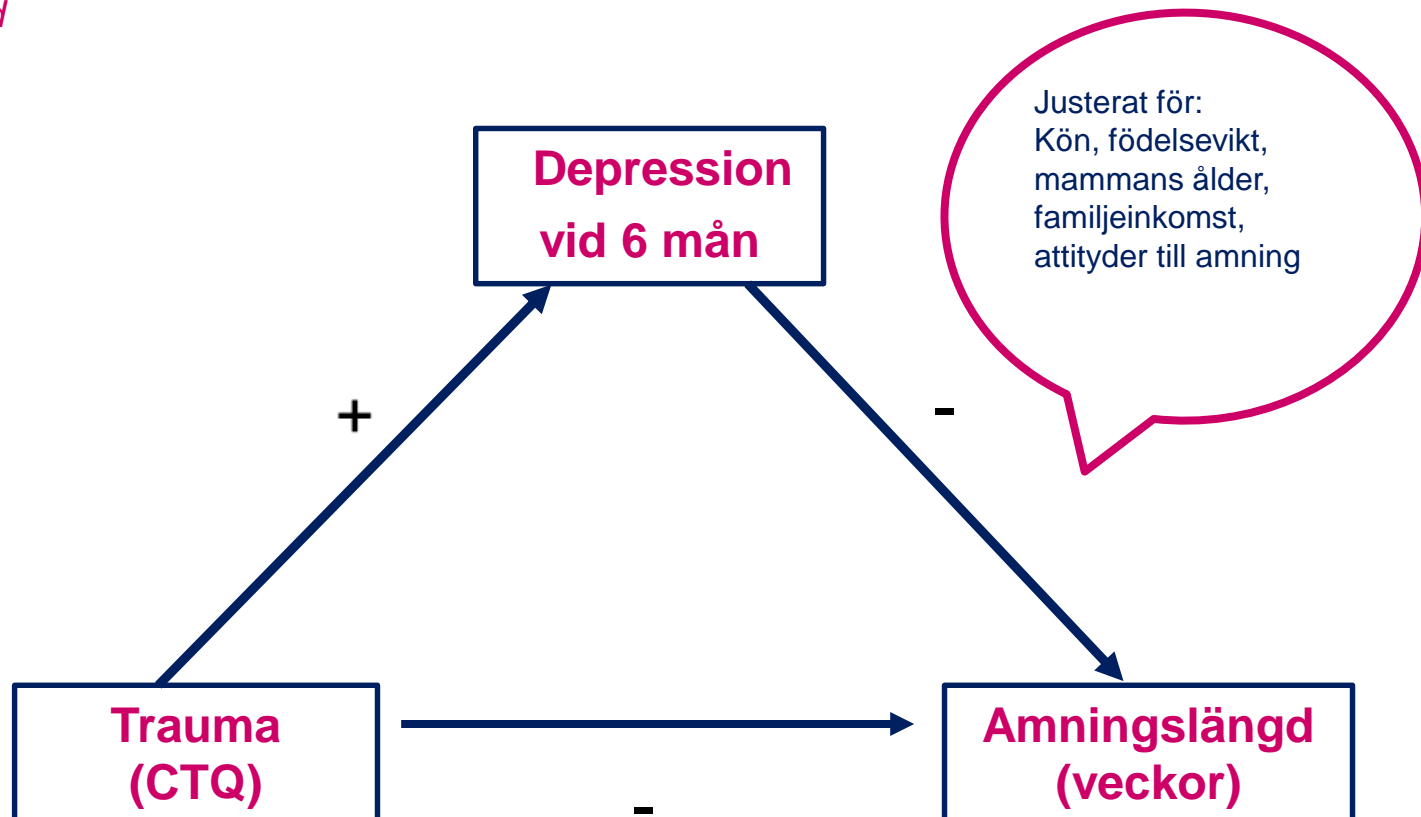 Depression
vid 6 mån
Justerat för:
Kön, födelsevikt,
mammans ålder,
familjeinkomst,
attityder till amning
+
-
Trauma
(CTQ)
-
Amningslängd
(veckor)